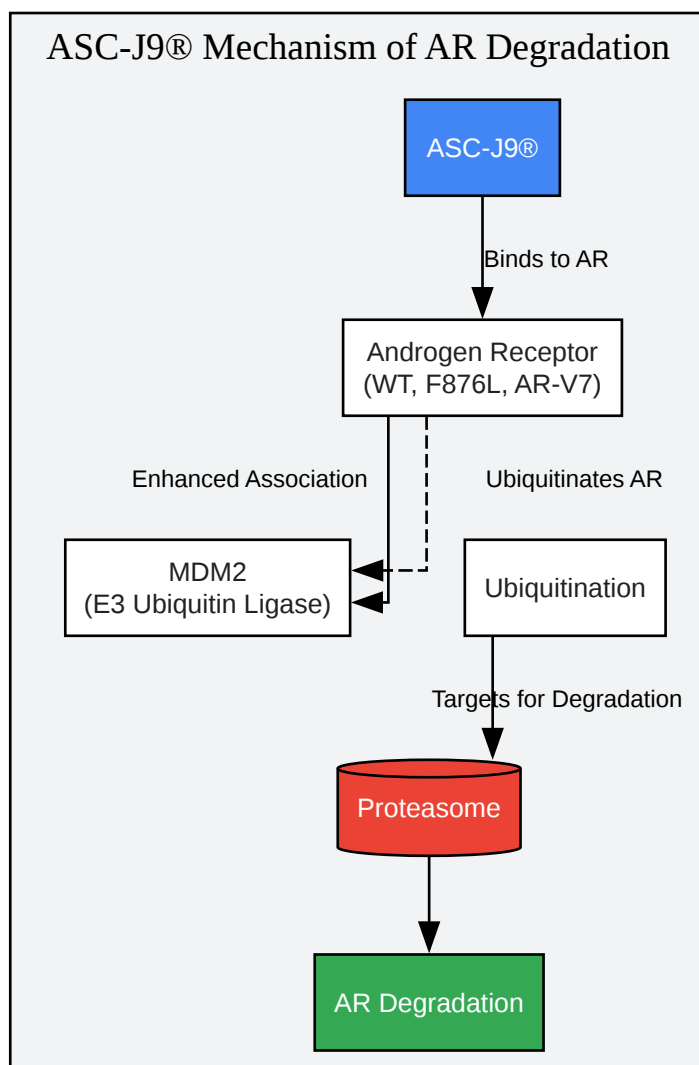 ASC-J9® Mechanism of AR Degradation
ASC-J9®
Binds to AR
Androgen Receptor
(WT, F876L, AR-V7)
Enhanced Association
Ubiquitinates AR
MDM2
(E3 Ubiquitin Ligase)
Ubiquitination
Targets for Degradation
Proteasome
AR Degradation